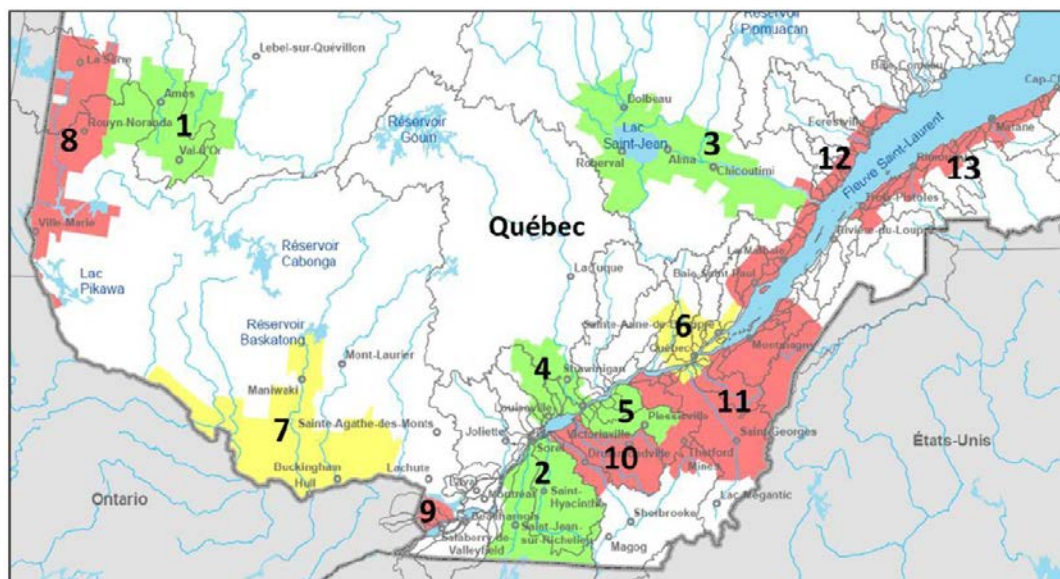 Réservoir
Pipmuacan
La Sarre
Lebel-sur-Quévillon
Baie-Comeau
Amos
Dolbeau
Forestville
Matane
Rouyn-Noranda
8
1
Réservoir
Gouin
Lac
Saint-Jean
3
Val-d'Or
Roberval
Alma
Chicoutimi
12
Fleuve Saint-Laurent
Rimouski
13
Trois-Pistoles
Ville-Marie
Québec
Rivière-du-Loup
Réservoir
Cabonga
La Malbaie
Lac
Pikawa
La Tuque
Baie-Saint-Paul
Réservoir
Baskatong
Sainte-Anne-de-Beaupré
6
Québec
Montmagny
Mont-Laurier
4
Shawinigan
Maniwaki
Louiseville
5
Plessisville
11
7
Sainte-Agathe-des-Monts
Joliette
Sorel
Victoriaville
Saint-Georges
États-Unis
10
Drummondville
Thetford
Mines
Buckingham
Hull
Lachute
2
Ontario
Laval
Montréal
Saint-
Hyacinthe
Lac-Mégantic
9
Beauharnois
Sherbrooke
Salaberry-de-
Valleyfield
Saint-Jean-
sur-Richelieu
Magog